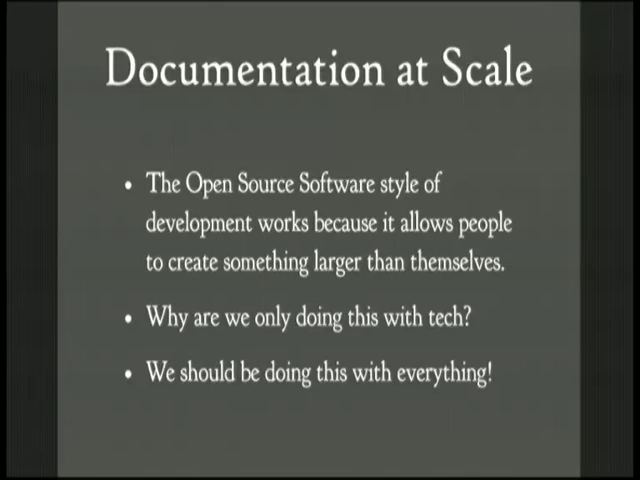 Documentation at Scale
• The Open Source Software style of
development works because it allows people
to create something larger than themselves.
• Why are we only doing this with tech?
• We should be doing this with everything!